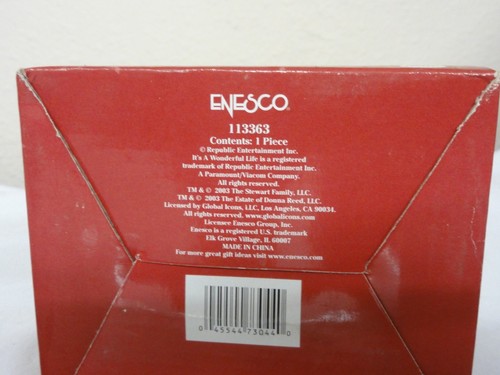 ENESCO®
113363
Contents: 1 Piece
© Republic Entertainment Inc.
It's A Wonderful Life is a registered
trademark of Republic Entertainment Inc.
A Paramount/Viacom Company.
All rights reserved.
TM & © 2003 The Stewart Family, LLC.
TM & © 2003 The Estate of Donna Reed, LLC.
Licensed by Global Icons, LLC, Los Angeles, CA 90034.
All rights reserved. www.globalicons.com
Licensee Enesco Group, Inc.
Enesco is a registered U.S. trademark
Elk Grove Village, IL 60007
MADE IN CHINA
For more great gift ideas visit www.enesco.com
0 45544 73044 0